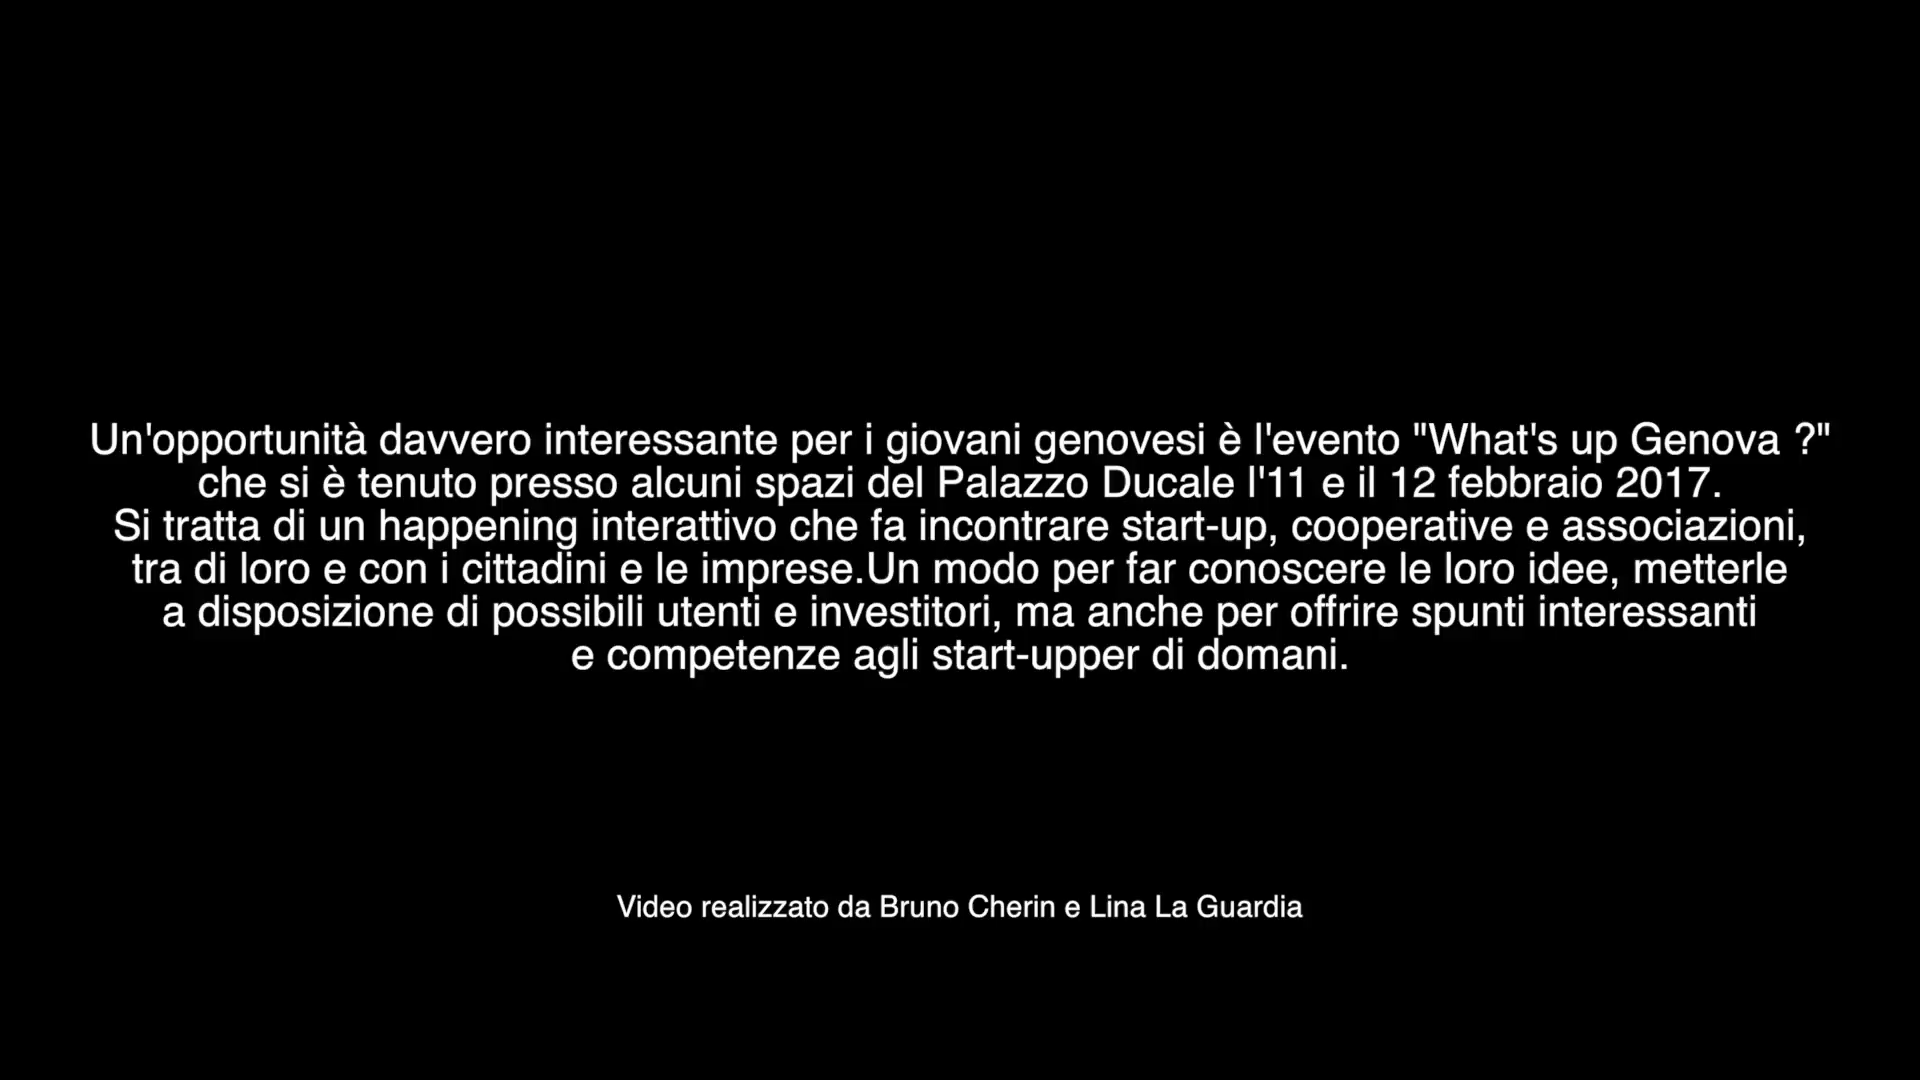 Un'opportunità davvero interessante per i giovani genovesi è l'evento "What's up Genova ?"
che si è tenuto presso alcuni spazi del Palazzo Ducale l'11 e il 12 febbraio 2017.
Si tratta di un happening interattivo che fa incontrare start-up, cooperative e associazioni,
tra di loro e con i cittadini e le imprese.Un modo per far conoscere le loro idee, metterle
a disposizione di possibili utenti e investitori, ma anche per offrire spunti interessanti
e competenze agli start-upper di domani.
Video realizzato da Bruno Cherin e Lina La Guardia